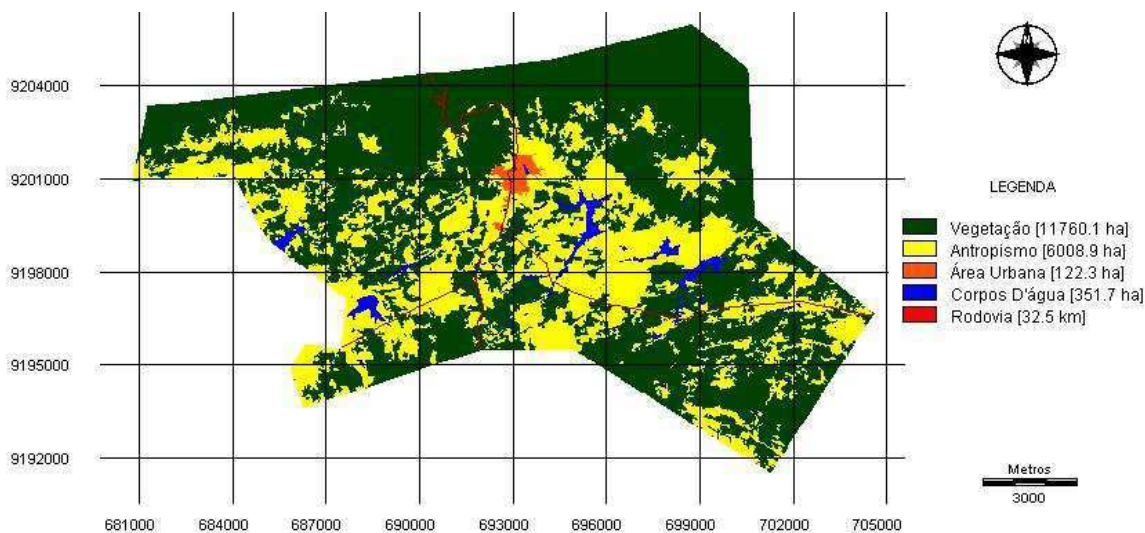 9204000
9201000
9198000
9195000
9192000
681000 684000 687000 690000 693000 696000 699000 702000 705000
LEGENDA
Vegetação [11760.1 ha]
Antropismo [6008.9 ha]
Área Urbana [122.3 ha]
Corpos D'água [351.7 ha]
Rodovia [32.5 km]
Metros
3000